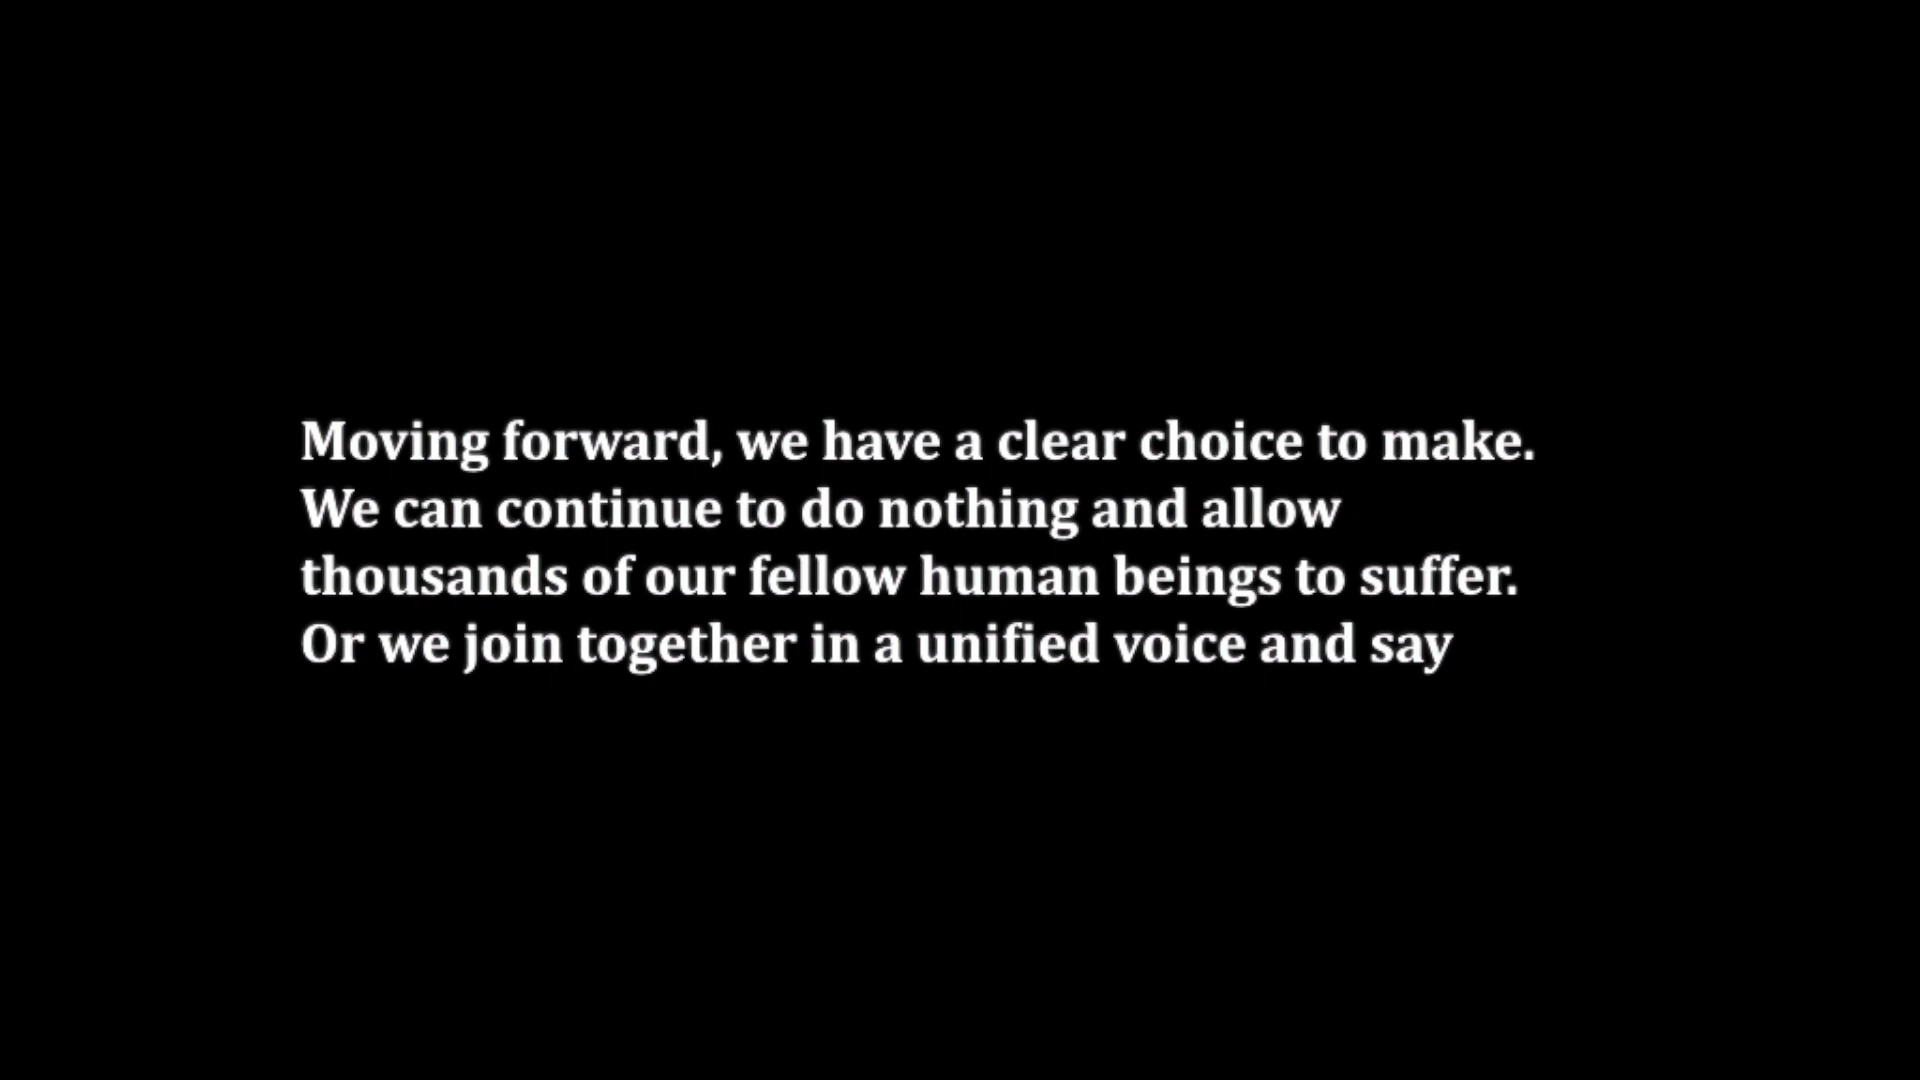 Moving forward, we have a clear choice to make.
We can continue to do nothing and allow
thousands of our fellow human beings to suffer.
Or we join together in a unified voice and say